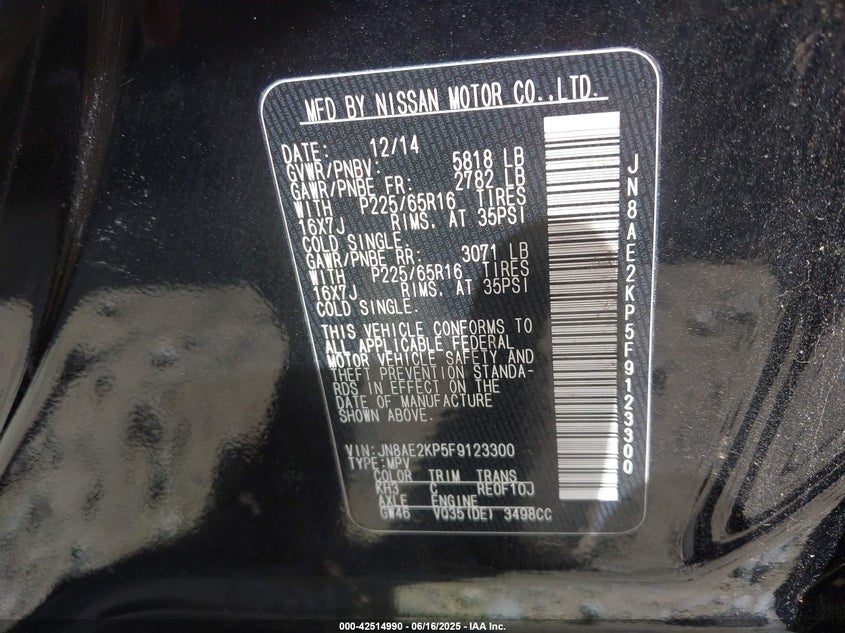 MFD BY NISSAN MOTOR CO.,LTD.
DATE: 12/14
GVWR/PNBV: 5818 LB
GAWR/PNBE FR: 2782 LB
WITH P225/65R16 TIRES
16X7J RIMS. AT 35PSI
COLD SINGLE.
GAWR/PNBE RR: 3071 LB
WITH P225/65R16 TIRES
16X7J RIMS. AT 35PSI
COLD SINGLE.
THIS VEHICLE CONFORMS TO
ALL APPLICABLE FEDERAL
MOTOR VEHICLE SAFETY AND
THEFT PREVENTION STANDA-
RDS IN EFFECT ON THE
DATE OF MANUFACTURE
SHOWN ABOVE.
VIN:JN8AE2KP5F9123300
TYPE:MPV
COLOR TRIM TRANS
KH3 C RE0F10J
AXLE ENGINE
GW46 VQ35(DE) 3498CC
JN8AE2KP5F9123300
000-42514990 - 06/16/2025 - IAA Inc.